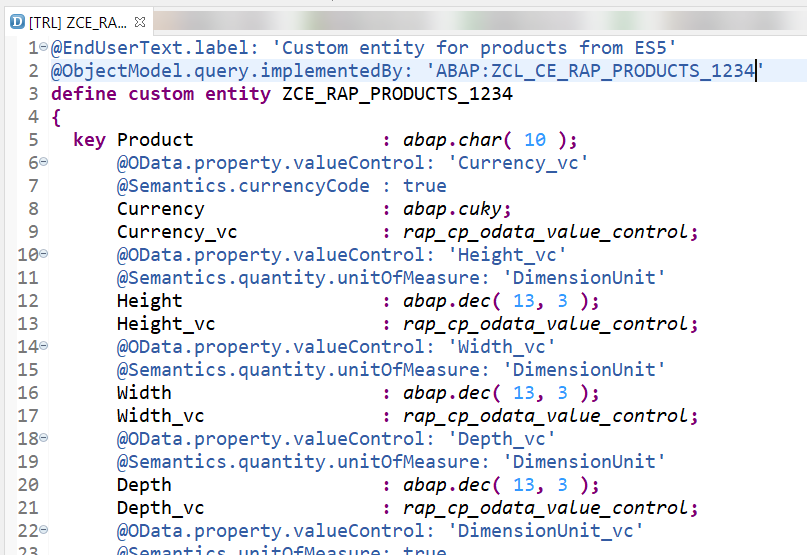 [TRL] ZCE_RA...
1 @EndUserText.label: 'Custom entity for products from ES5'
2 @ObjectModel.query.implementedBy: 'ABAP:ZCL_CE_RAP_PRODUCTS_1234'
3 define custom entity ZCE_RAP_PRODUCTS_1234
4 {
5 key Product : abap.char( 10 );
6 @OData.property.valueControl: 'Currency_vc'
7 @Semantics.currencyCode : true
8 Currency : abap.cuky;
9 Currency_vc : rap_cp_odata_value_control;
10 @OData.property.valueControl: 'Height_vc'
11 @Semantics.quantity.unitOfMeasure: 'DimensionUnit'
12 Height : abap.dec( 13, 3 );
13 Height_vc : rap_cp_odata_value_control;
14 @OData.property.valueControl: 'Width_vc'
15 @Semantics.quantity.unitOfMeasure: 'DimensionUnit'
16 Width : abap.dec( 13, 3 );
17 Width_vc : rap_cp_odata_value_control;
18 @OData.property.valueControl: 'Depth_vc'
19 @Semantics.quantity.unitOfMeasure: 'DimensionUnit'
20 Depth : abap.dec( 13, 3 );
21 Depth_vc : rap_cp_odata_value_control;
22 @OData.property.valueControl: 'DimensionUnit_vc'
23 @Semantics.unitOfMeasure: true